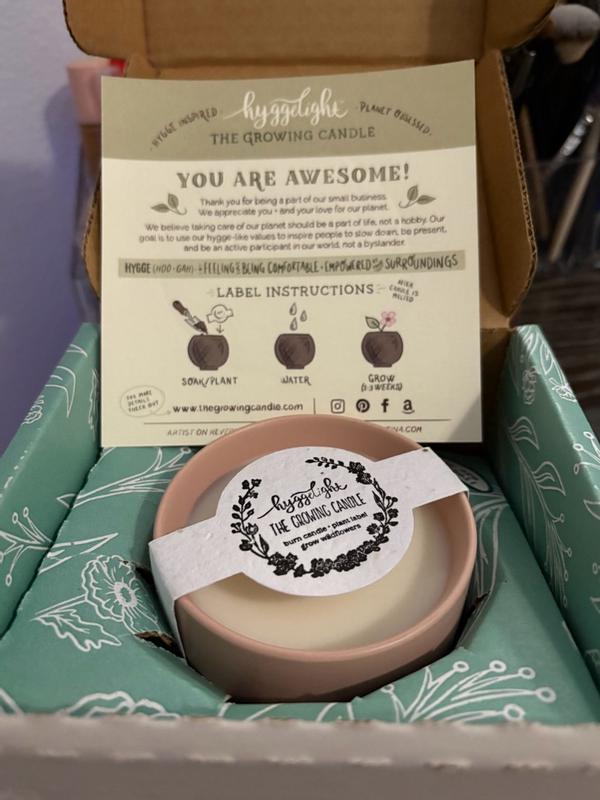 HYGGE INSPIRED · hyggelight · PLANET OBSESSED·
THE GROWING CANDLE
YOU ARE AWESOME!
Thank you for being a part of our small business.
We appreciate you + and your love for our planet.
We believe taking care of our planet should be a part of life, not a hobby. Our
goal is to use our hygge-like values to inspire people to slow down, be present,
and be an active participant in our world, not a bystander.
HYGGE (HOO·GAH) + FEELING & BEING COMFORTABLE · EMPOWERED SURROUNDINGS
LABEL INSTRUCTIONS
AFTER
CANDLE IS
MELTED
SOAK/PLANT WATER GROW
(1-3 WEEKS)
FOR MORE
DETAILS
CHECK OUT
www.thegrowingcandle.com
ARTIST ON REVER
hyggelight
THE GROWING CANDLE
burn candle · plant label
grow wildflowers